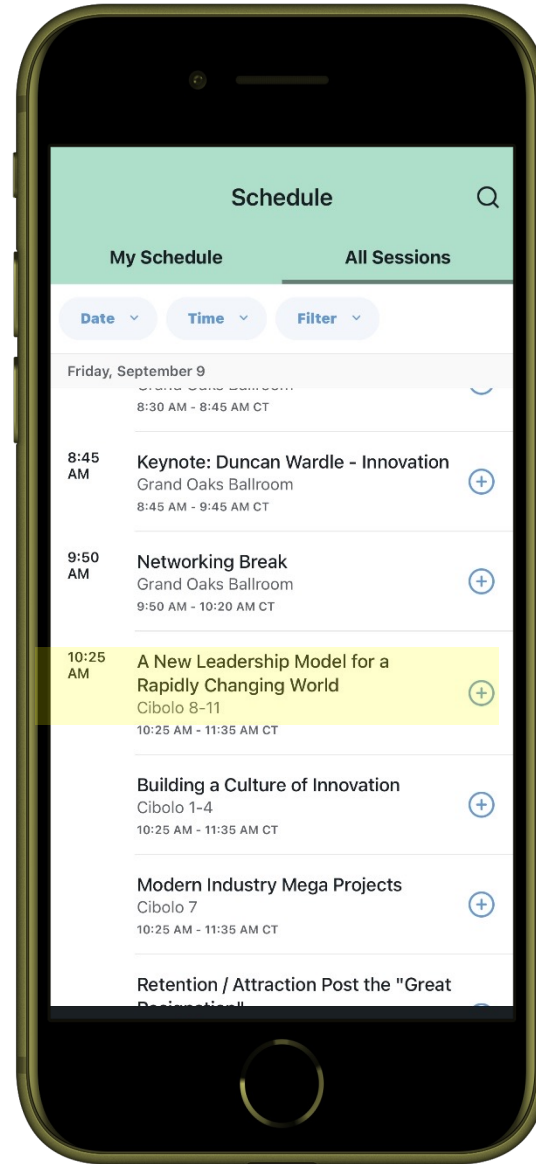 Schedule
My Schedule
All Sessions
Date
Time
Filter
Friday, September 9
8:30 AM - 8:45 AM CT
8:45
AM
Keynote: Duncan Wardle - Innovation
Grand Oaks Ballroom
8:45 AM - 9:45 AM CT
9:50
AM
Networking Break
Grand Oaks Ballroom
9:50 AM - 10:20 AM CT
10:25
AM
A New Leadership Model for a
Rapidly Changing World
Cibolo 8-11
10:25 AM - 11:35 AM CT
Building a Culture of Innovation
Cibolo 1-4
10:25 AM - 11:35 AM CT
Modern Industry Mega Projects
Cibolo 7
10:25 AM - 11:35 AM CT
Retention / Attraction Post the "Great